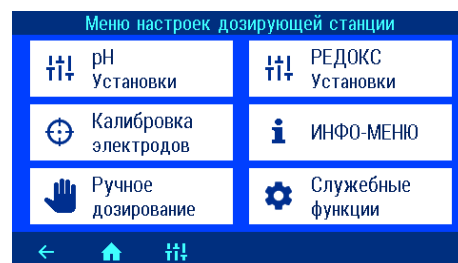 Меню настроек дозирующей станции
pH
Установки
РЕДОКС
Установки
Калибровка
электродов
ИНФО-МЕНЮ
Ручное
дозирование
Служебные
функции